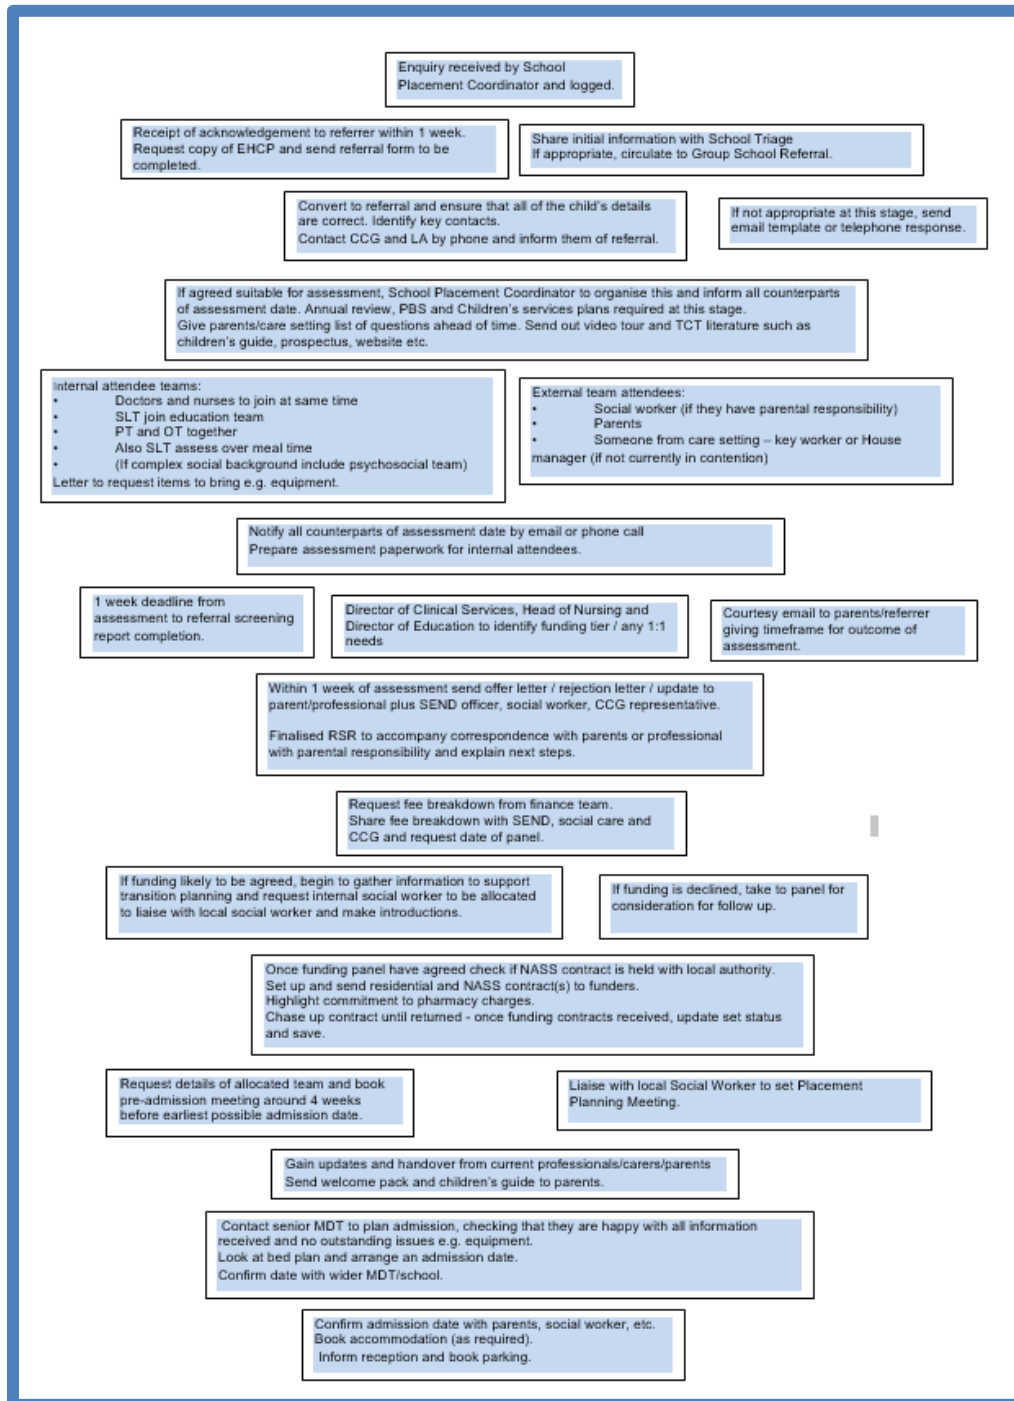 Enquiry received by School
Placement Coordinator and logged.
Receipt of acknowledgement to referrer within 1 week.
Request copy of EHCP and send referral form to be
completed.
Share initial information with School Triage
If appropriate, circulate to Group School Referral.
Convert to referral and ensure that all of the child's details
are correct. Identify key contacts.
Contact CCG and LA by phone and inform them of referral.
If not appropriate at this stage, send
email template or telephone response.
If agreed suitable for assessment, School Placement Coordinator to organise this and inform all counterparts
of assessment date. Annual review, PBS and Children's services plans required at this stage.
Give parents/care setting list of questions ahead of time. Send out video tour and TCT literature such as
children's guide, prospectus, website etc.
Internal attendee teams:
• Doctors and nurses to join at same time
• SLT join education team
• PT and OT together
• Also SLT assess over meal time
• (If complex social background include psychosocial team)
Letter to request items to bring e.g. equipment.
External team attendees:
• Social worker (if they have parental responsibility)
• Parents
• Someone from care setting – key worker or House
manager (if not currently in contention)
Notify all counterparts of assessment date by email or phone call
Prepare assessment paperwork for internal attendees.
1 week deadline from
assessment to referral screening
report completion.
Director of Clinical Services, Head of Nursing and
Director of Education to identify funding tier / any 1:1
needs
Courtesy email to parents/referrer
giving timeframe for outcome of
assessment.
Within 1 week of assessment send offer letter / rejection letter / update to
parent/professional plus SEND officer, social worker, CCG representative.
Finalised RSR to accompany correspondence with parents or professional
with parental responsibility and explain next steps.
Request fee breakdown from finance team.
Share fee breakdown with SEND, social care and
CCG and request date of panel.
If funding likely to be agreed, begin to gather information to support
transition planning and request internal social worker to be allocated
to liaise with local social worker and make introductions.
If funding is declined, take to panel for
consideration for follow up.
Once funding panel have agreed check if NASS contract is held with local authority.
Set up and send residential and NASS contract(s) to funders.
Highlight commitment to pharmacy charges.
Chase up contract until returned - once funding contracts received, update set status
and save.
Request details of allocated team and book
pre-admission meeting around 4 weeks
before earliest possible admission date.
Liaise with local Social Worker to set Placement
Planning Meeting.
Gain updates and handover from current professionals/carers/parents
Send welcome pack and children's guide to parents.
Contact senior MDT to plan admission, checking that they are happy with all information
received and no outstanding issues e.g. equipment.
Look at bed plan and arrange an admission date.
Confirm date with wider MDT/school.
Confirm admission date with parents, social worker, etc.
Book accommodation (as required).
Inform reception and book parking.